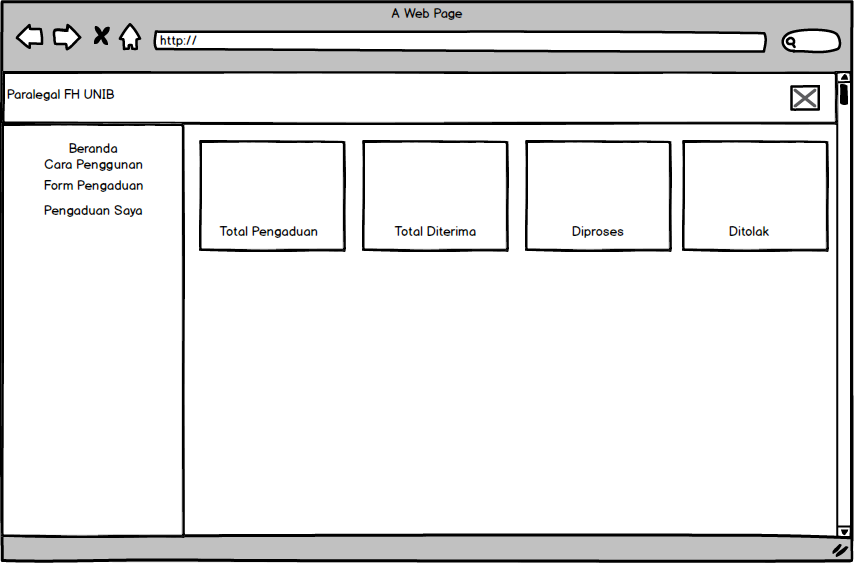 A Web Page
http://
Paralegal FH UNIB
Beranda
Cara Penggunan
Form Pengaduan
Pengaduan Saya
Total Pengaduan
Total Diterima
Diproses
Ditolak